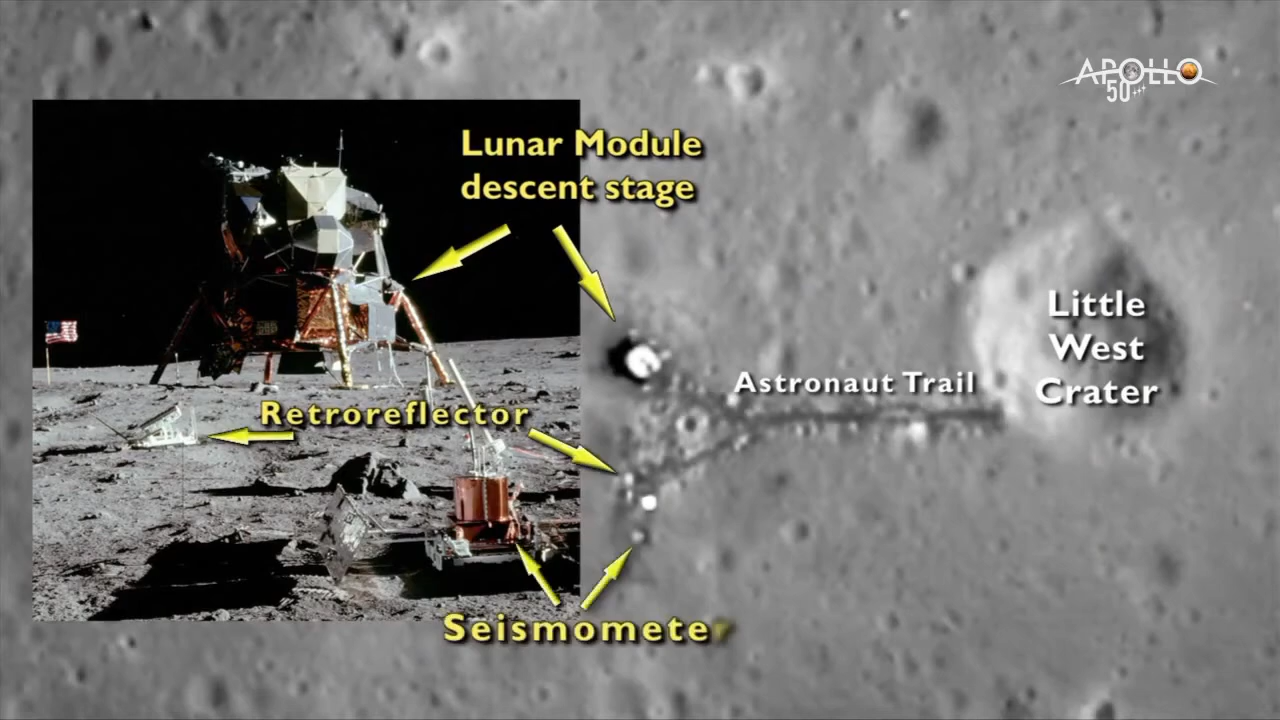 APOLLO
50
Lunar Module
descent stage
Little
West
Crater
Astronaut Trail
Retroreflector
Seismometer